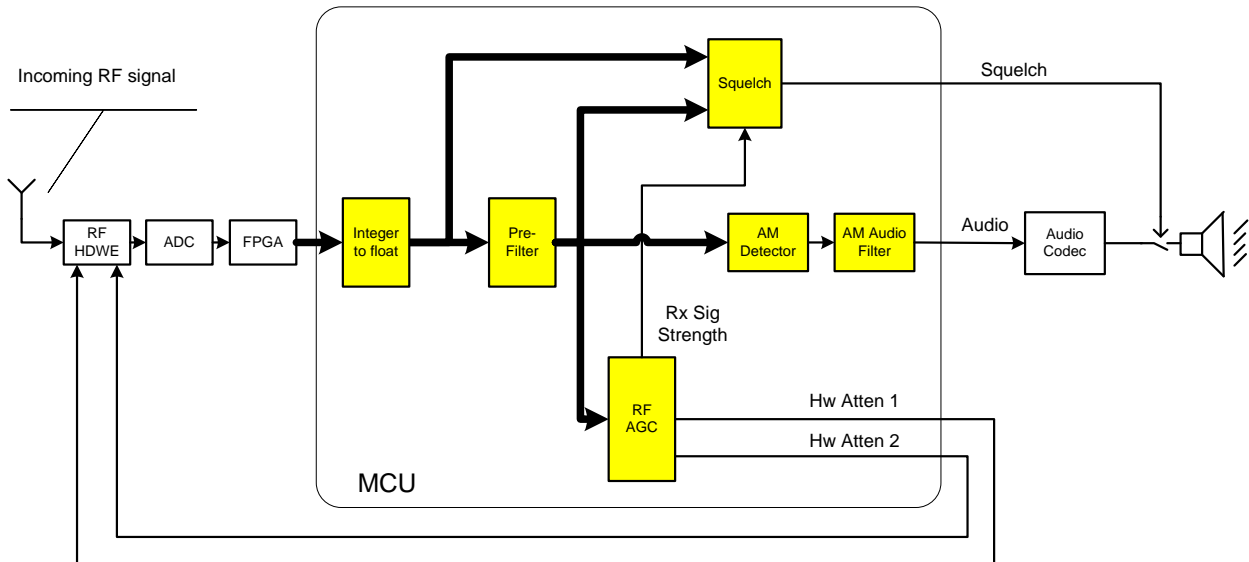 Incoming RF signal
RF
HDWE
ADC
FPGA
Integer
to float
Pre-
Filter
Squelch
Squelch
AM
Detector
AM Audio
Filter
Audio
Audio
Codec
Rx Sig
Strength
RF
AGC
Hw Atten 1
Hw Atten 2
MCU